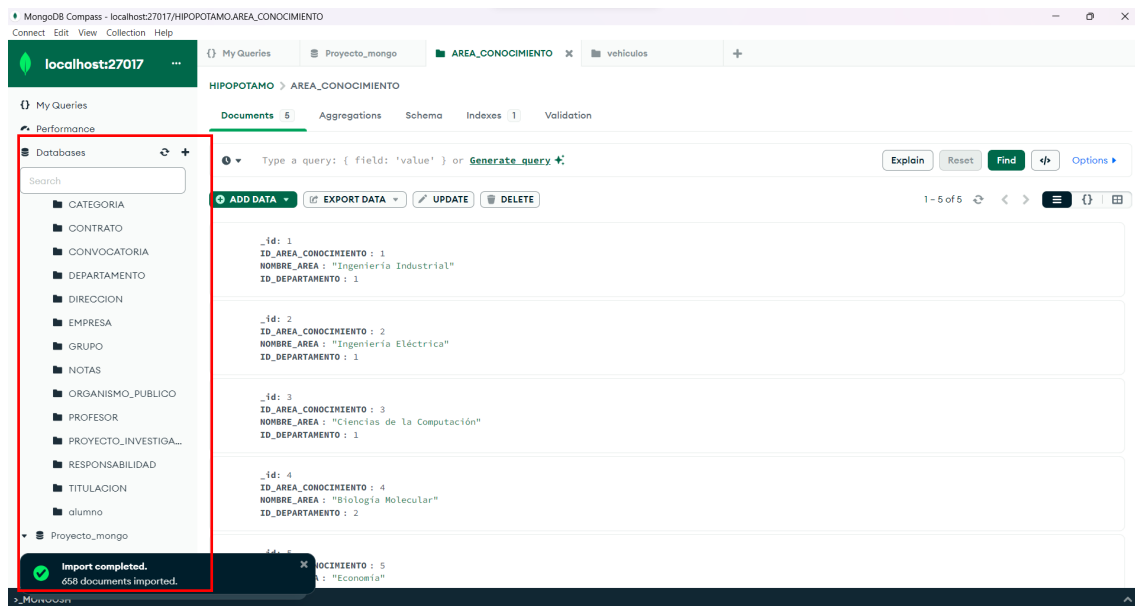 MongoDB Compass - localhost:27017/HIPOPOTAMO.AREA_CONOCIMIENTO
Connect Edit View Collection Help
localhost:27017 ...
{} My Queries
Performance
Databases
Search
CATEGORIA
CONTRATO
CONVOCATORIA
DEPARTAMENTO
DIRECCION
EMPRESA
GRUPO
NOTAS
ORGANISMO_PUBLICO
PROFESOR
PROYECTO_INVESTIGA...
RESPONSABILIDAD
TITULACION
alumno
Proyecto_mongo
Import completed.
658 documents imported.
>_MONGOSH
{} My Queries Proyecto_mongo AREA_CONOCIMIENTO vehiculos
HIPOPOTAMO > AREA_CONOCIMIENTO
Documents 5 Aggregations Schema Indexes 1 Validation
Type a query: { field: 'value' } or Generate query Explain Reset Find </> Options
ADD DATA EXPORT DATA UPDATE DELETE 1 – 5 of 5 {}
_id: 1
ID_AREA_CONOCIMIENTO : 1
NOMBRE_AREA : "Ingeniería Industrial"
ID_DEPARTAMENTO : 1
_id: 2
ID_AREA_CONOCIMIENTO : 2
NOMBRE_AREA : "Ingeniería Eléctrica"
ID_DEPARTAMENTO : 1
_id: 3
ID_AREA_CONOCIMIENTO : 3
NOMBRE_AREA : "Ciencias de la Computación"
ID_DEPARTAMENTO : 1
_id: 4
ID_AREA_CONOCIMIENTO : 4
NOMBRE_AREA : "Biología Molecular"
ID_DEPARTAMENTO : 2
_id: 5
NOCIMIENTO : 5
A : "Economía"